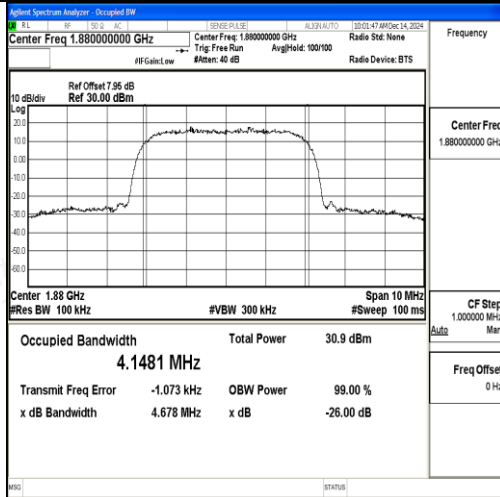 Agilent Spectrum Analyzer - Occupied BW
RL RF 50 Ω AC SENSE:PULSE ALIGN AUTO 10:01:47 AM Dec 14, 2024
Center Freq 1.880000000 GHz
Center Freq: 1.880000000 GHz
Radio Std: None
Trig: Free Run Avg|Hold: 100/100
#IFGain:Low #Atten: 40 dB Radio Device: BTS
Frequency
Ref Offset 7.95 dB
10 dB/div Ref 30.00 dBm
Log
20.0
10.0
0.00
-10.0
-20.0
-30.0
-40.0
-50.0
-60.0
Center 1.88 GHz Span 10 MHz
#Res BW 100 kHz #VBW 300 kHz #Sweep 100 ms
Center Freq
1.880000000 GHz
CF Step
1.000000 MHz
Auto Man
Freq Offset
0 Hz
Occupied Bandwidth Total Power 30.9 dBm
4.1481 MHz
Transmit Freq Error -1.073 kHz OBW Power 99.00 %
x dB Bandwidth 4.678 MHz x dB -26.00 dB
MSG STATUS